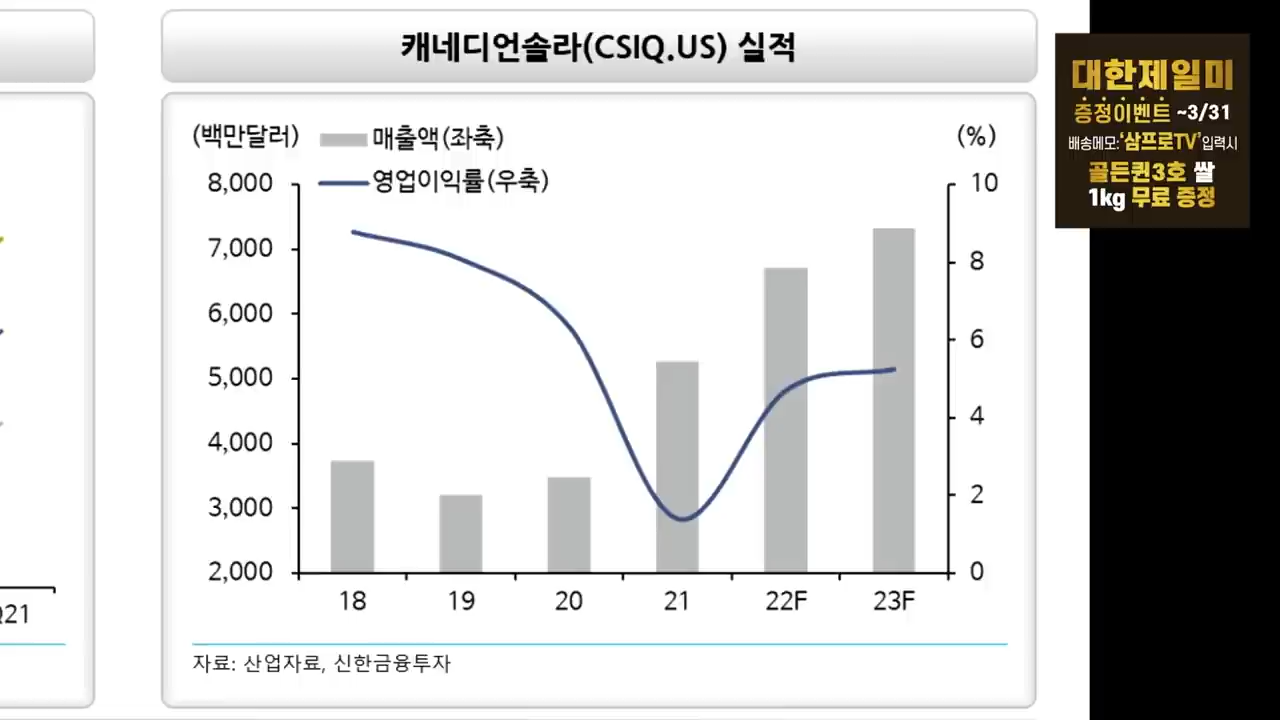 캐네디언솔라(CSIQ.US) 실적
(백만달러)
매출액(좌축)
영업이익률(우축)
(%)
8,000
7,000
6,000
5,000
4,000
3,000
2,000
10
8
6
4
2
0
18 19 20 21 22F 23F
자료: 산업자료, 신한금융투자
Q21
대한제일미
증정이벤트 ~3/31
배송메모:'삼프로TV'입력시
골든퀸3호 쌀
1kg 무료 증정